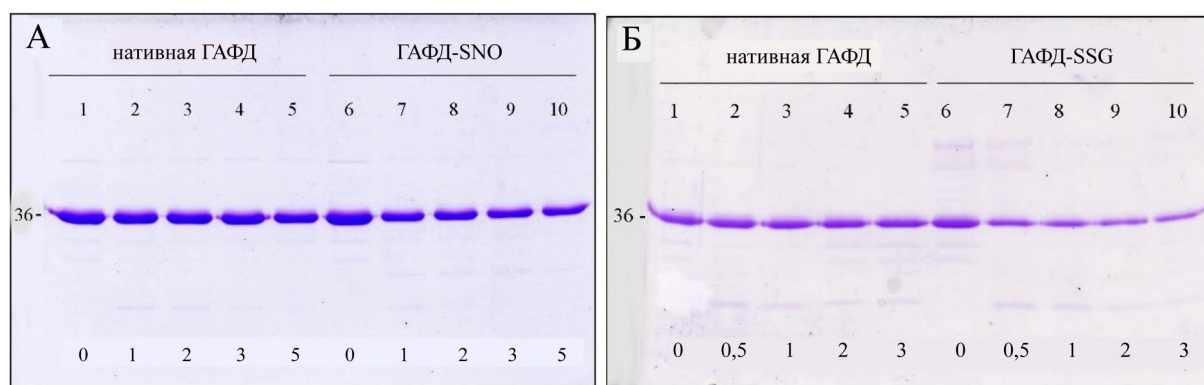 А
нативная ГАФД ГАФД-SNO
1 2 3 4 5 6 7 8 9 10
36-
0 1 2 3 5 0 1 2 3 5
Б
нативная ГАФД ГАФД-SSG
1 2 3 4 5 6 7 8 9 10
36 -
0 0,5 1 2 3 0 0,5 1 2 3